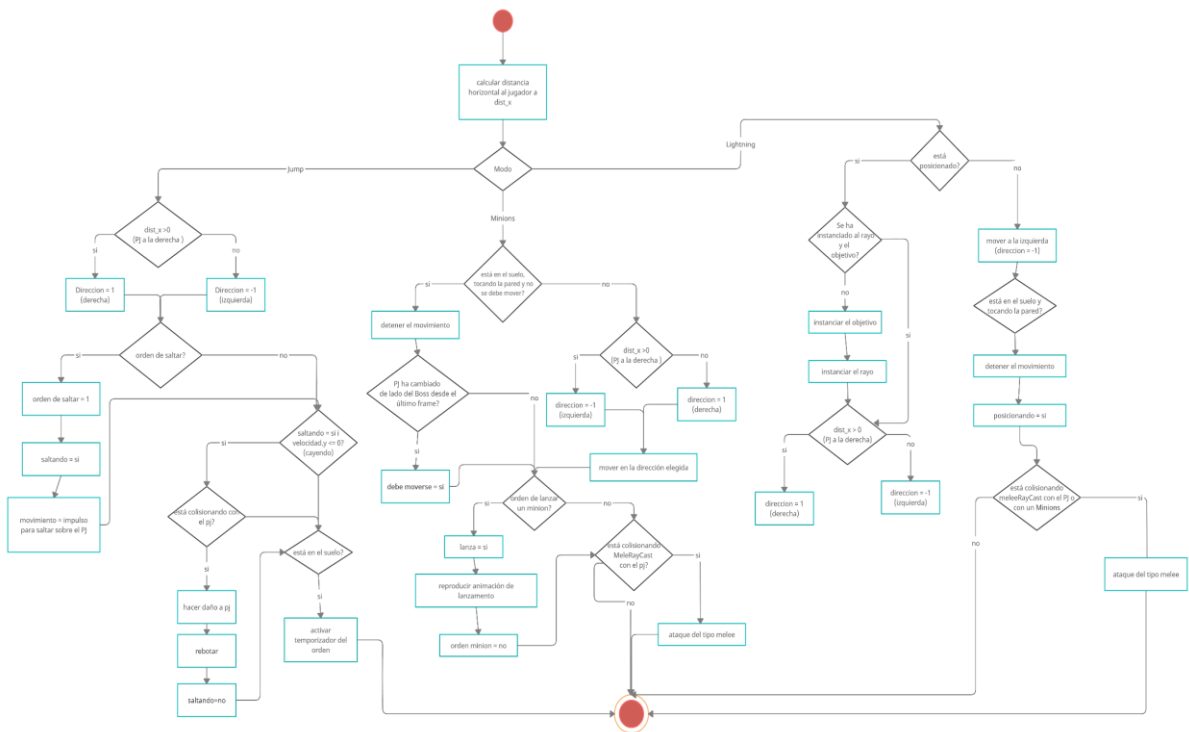 calcular distancia
horizontal al jugador a
dist_x
Modo
Jump
Minions
Lightning
dist_x >0
(PJ a la derecha )
si
no
Direccion = 1
(derecha)
Direccion = -1
(izquierda)
orden de saltar?
si
no
orden de saltar = 1
saltando = si
movimiento = impulso
para saltar sobre el PJ
saltando = si i
velocidad.y <= 0?
(cayendo)
si
está colisionando con
el pj?
si
hacer daño a pj
rebotar
saltando=no
está en el suelo?
si
activar
temporizador del
orden
está en el suelo,
tocando la pared y no
se debe mover?
si
no
detener el movimiento
PJ ha cambiado
de lado del Boss desde el
último frame?
si
no
debe moverse = si
dist_x >0
(PJ a la derecha )
si
no
direccion = -1
(izquierda)
direccion = 1
(derecha)
mover en la dirección elegida
orden de lanzar
un minion?
si
no
lanza = si
reproducir animación de
lanzamento
orden minion = no
está colisionando
MeleRayCast
con el pj?
si
no
ataque del tipo melee
está
posicionado?
si
no
Se ha
instanciado al rayo
y el
objetivo?
no
si
instanciar el objetivo
instanciar el rayo
dist_x > 0
(PJ a la derecha)
si
no
direccion = 1
(derecha)
direccion = -1
(izquierda)
mover a la izquierda
(direccion = -1)
está en el suelo y
tocando la pared?
detener el movimiento
posicionando = si
está colisionando
meleeRayCast con el PJ o
con un Minions
si
no
ataque del tipo melee